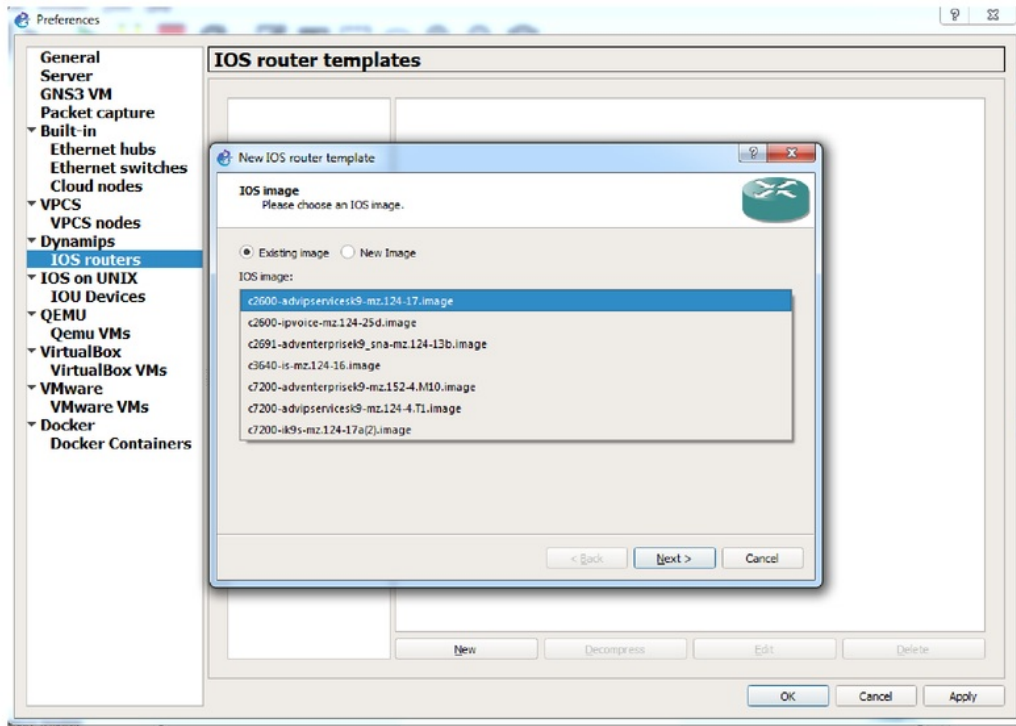 Preferences
General
Server
GNS3 VM
Packet capture
Built-in
Ethernet hubs
Ethernet switches
Cloud nodes
VPCS
VPCS nodes
Dynamips
IOS routers
IOS on UNIX
IOU Devices
QEMU
Qemu VMs
VirtualBox
VirtualBox VMs
VMware
VMware VMs
Docker
Docker Containers
IOS router templates
New IOS router template
IOS image
Please choose an IOS image.
Existing image New Image
IOS image:
c2600-advipservicesk9-mz.124-17.image
c2600-ipvoice-mz.124-25d.image
c2691-adventerprisek9_sna-mz.124-13b.image
c3640-is-mz.124-16.image
c7200-adventerprisek9-mz.152-4.M10.image
c7200-advipservicesk9-mz.124-4.T1.image
c7200-ik9s-mz.124-17a(2).image
< Back Next > Cancel
New Decompress Edit Delete
OK Cancel Apply